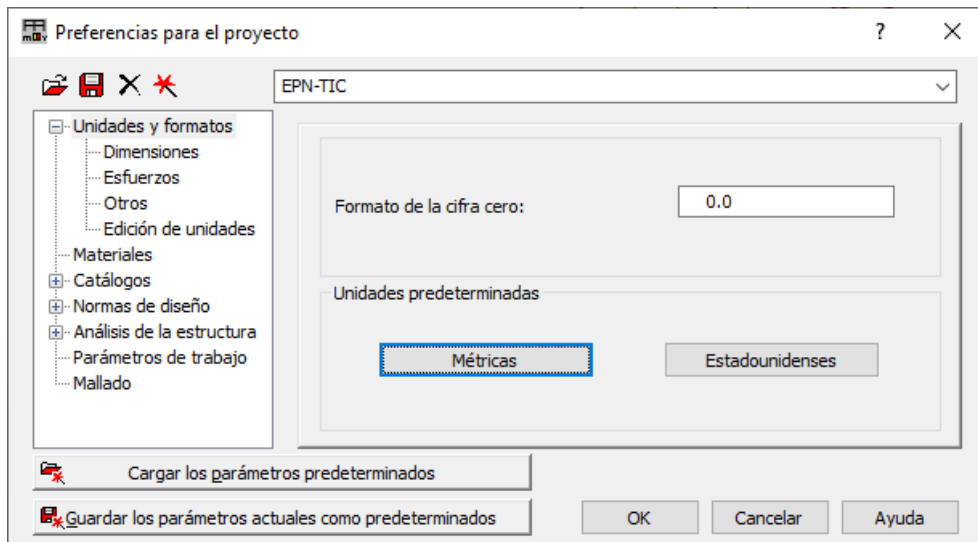 Preferencias para el proyecto
EPN-TIC
Unidades y formatos
Dimensiones
Esfuerzos
Otros
Edición de unidades
Materiales
Catálogos
Normas de diseño
Análisis de la estructura
Parámetros de trabajo
Mallado
Formato de la cifra cero: 0.0
Unidades predeterminadas
Métricas Estadounidenses
Cargar los parámetros predeterminados
Guardar los parámetros actuales como predeterminados
OK Cancelar Ayuda